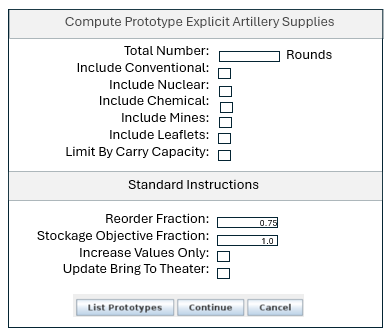 Compute Prototype Explicit Artillery Supplies
Total Number: Rounds
Include Conventional:
Include Nuclear:
Include Chemical:
Include Mines:
Include Leaflets:
Limit By Carry Capacity:
Standard Instructions
Reorder Fraction: 0.75
Stockage Objective Fraction: 1.0
Increase Values Only:
Update Bring To Theater:
List Prototypes Continue Cancel